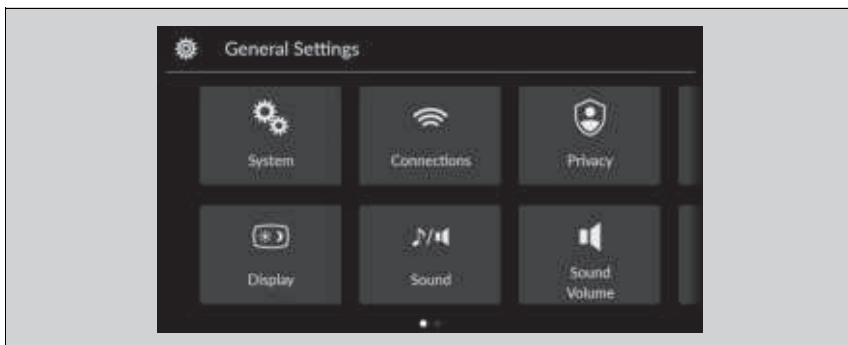 General Settings
System
Connections
Privacy
Display
Sound
Sound
Volume